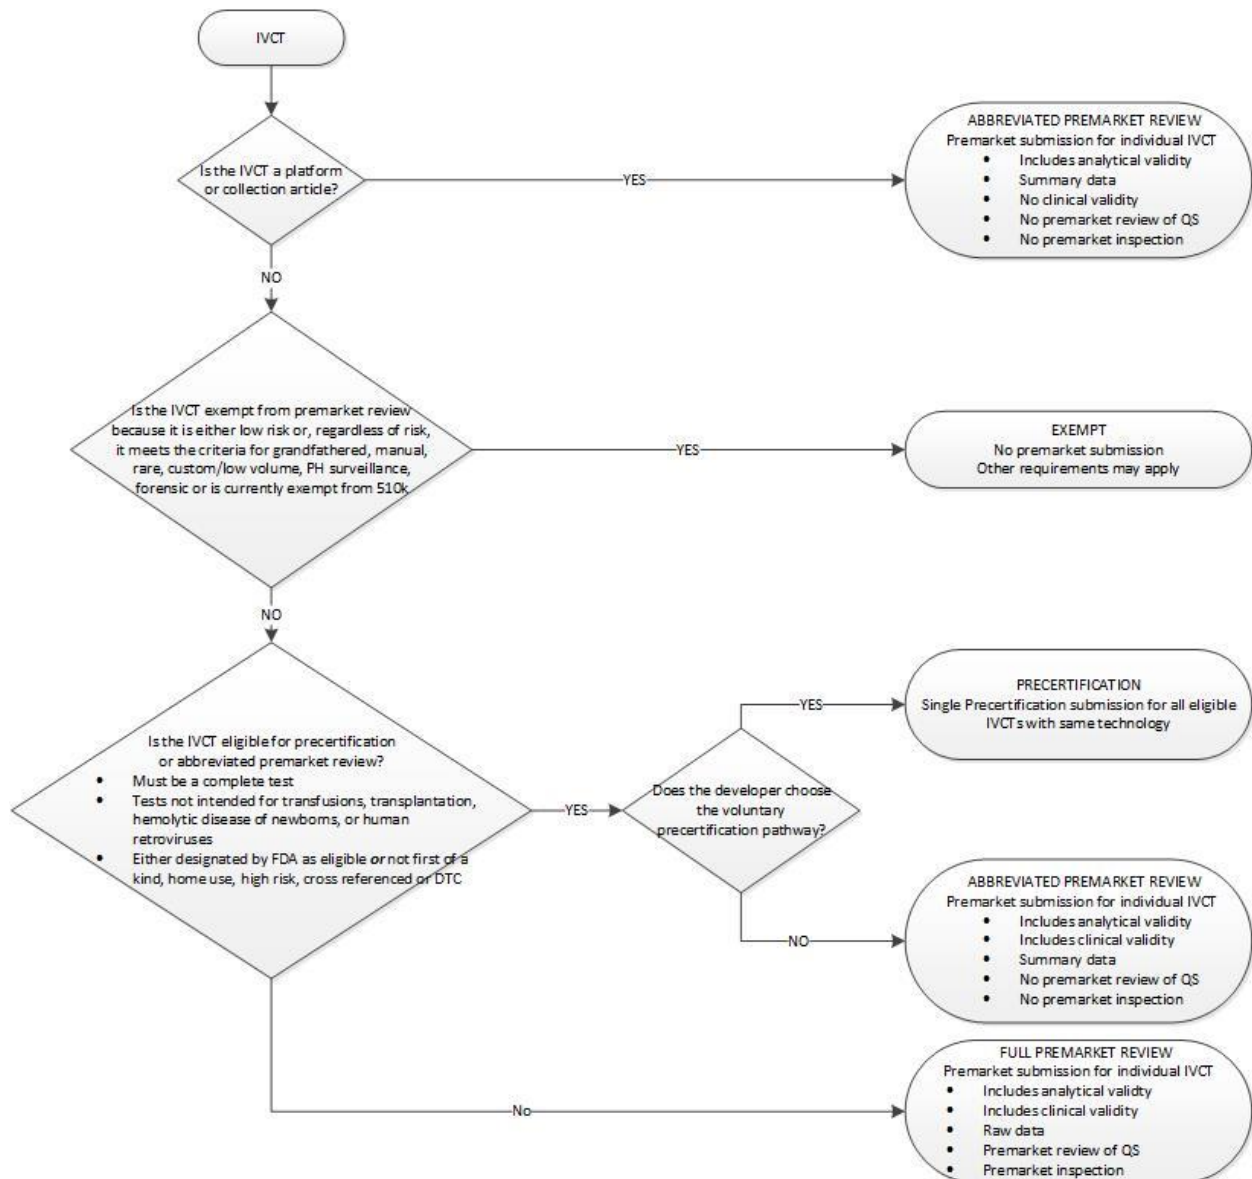 IVCT
Is the IVCT a platform
or collection article?
YES
ABBREVIATED PREMARKET REVIEW
Premarket submission for individual IVCT
• Includes analytical validity
• Summary data
• No clinical validity
• No premarket review of QS
• No premarket inspection
NO
Is the IVCT exempt from premarket review
because it is either low risk or, regardless of risk,
it meets the criteria for grandfathered, manual,
rare, custom/low volume, PH surveillance,
forensic or is currently exempt from 510k
YES
EXEMPT
No premarket submission
Other requirements may apply
NO
Is the IVCT eligible for precertification
or abbreviated premarket review?
• Must be a complete test
• Tests not intended for transfusions, transplantation,
hemolytic disease of newborns, or human
retroviruses
• Either designated by FDA as eligible or not first of a
kind, home use, high risk, cross referenced or DTC
YES
Does the developer choose
the voluntary
precertification pathway?
YES
PRECERTIFICATION
Single Precertification submission for all eligible
IVCTs with same technology
NO
ABBREVIATED PREMARKET REVIEW
Premarket submission for individual IVCT
• Includes analytical validity
• Includes clinical validity
• Summary data
• No premarket review of QS
• No premarket inspection
No
FULL PREMARKET REVIEW
Premarket submission for individual IVCT
• Includes analytical validty
• Includes clinical validity
• Raw data
• Premarket review of QS
• Premarket inspection